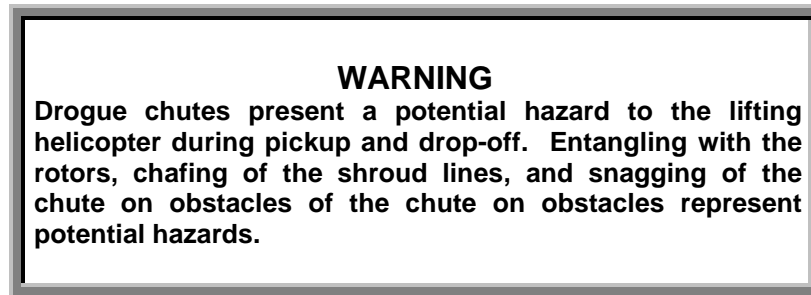 WARNING
Drogue chutes present a potential hazard to the lifting
helicopter during pickup and drop-off. Entangling with the
rotors, chafing of the shroud lines, and snagging of the
chute on obstacles of the chute on obstacles represent
potential hazards.